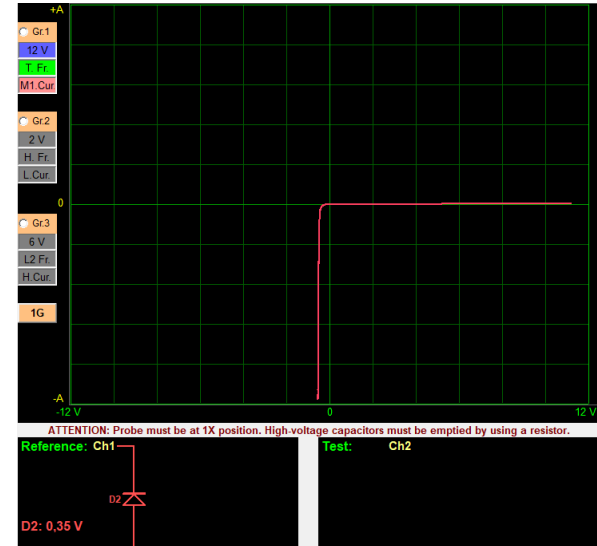 +A
Gr.1
12 V
T. Fr.
M1.Cur
Gr.2
2 V
H. Fr.
L.Cur.
0
Gr.3
6 V
L2 Fr.
H.Cur.
1G
-A
-12 V
0
12 V
ATTENTION: Probe must be at 1X position. High-voltage capacitors must be emptied by using a resistor.
Reference: Ch1
Test: Ch2
D2
D2: 0,35 V